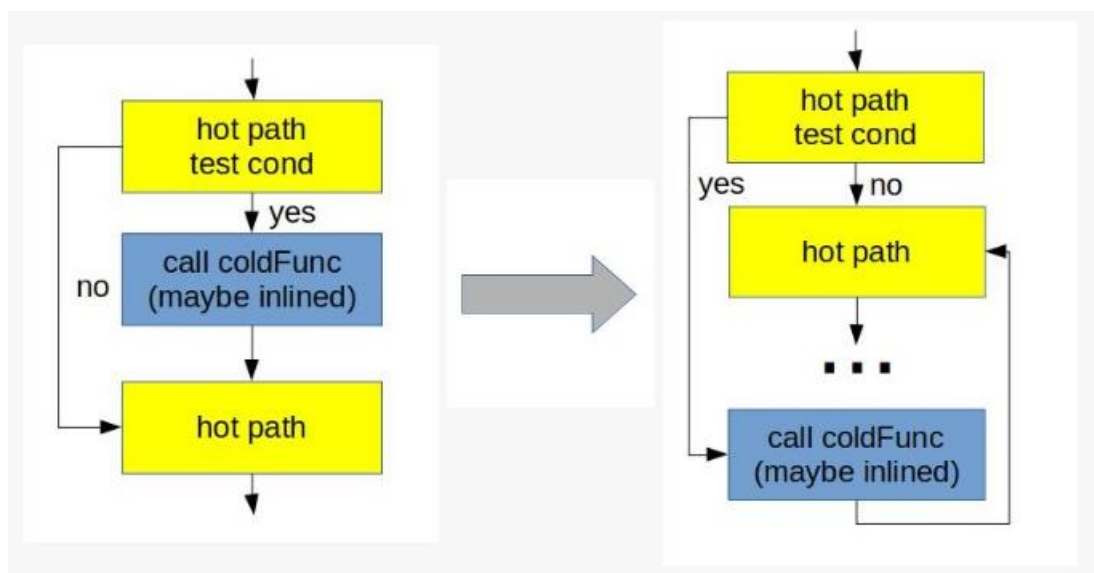 hot path
test cond
yes
call coldFunc
(maybe inlined)
no
hot path
hot path
test cond
yes
no
hot path
...
call coldFunc
(maybe inlined)